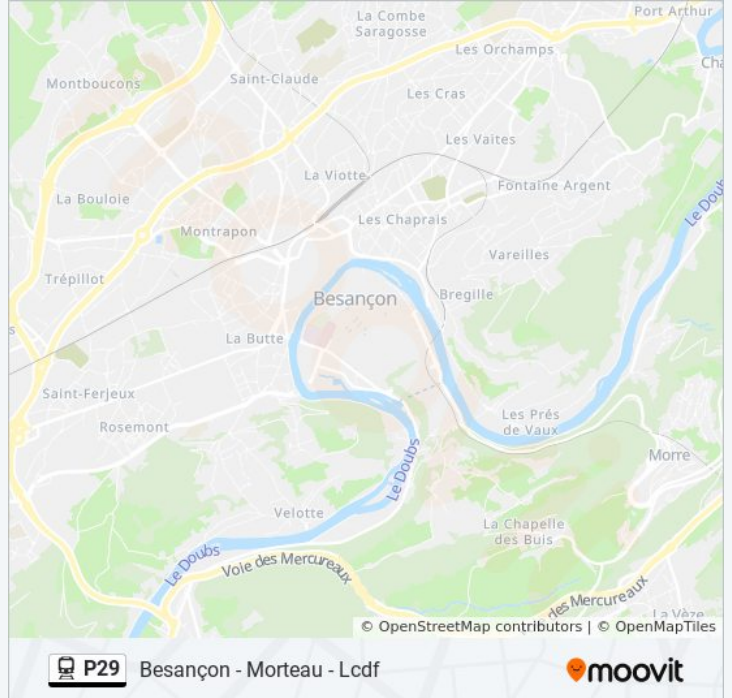 Port Arthur
La Combe
Saragosse
Les Orchamps
Saint-Claude
Montboucons
Les Cras
Les Vaites
La Viotte
Fontaine Argent
La Bouloie
Les Chaprais
Le Doubs
Montrapon
Vareilles
Trépillot
Besançon
Bregille
La Butte
Saint-Ferjeux
Les Prés
de Vaux
Rosemont
Morre
Le Doubs
Velotte
La Chapelle
des Buis
Le Doubs
Voie des Mercureaux
des Mercureaux
La Vèze
© OpenStreetMap contributors | © OpenMapTiles
P29 Besançon - Morteau - Lcdf
moovit